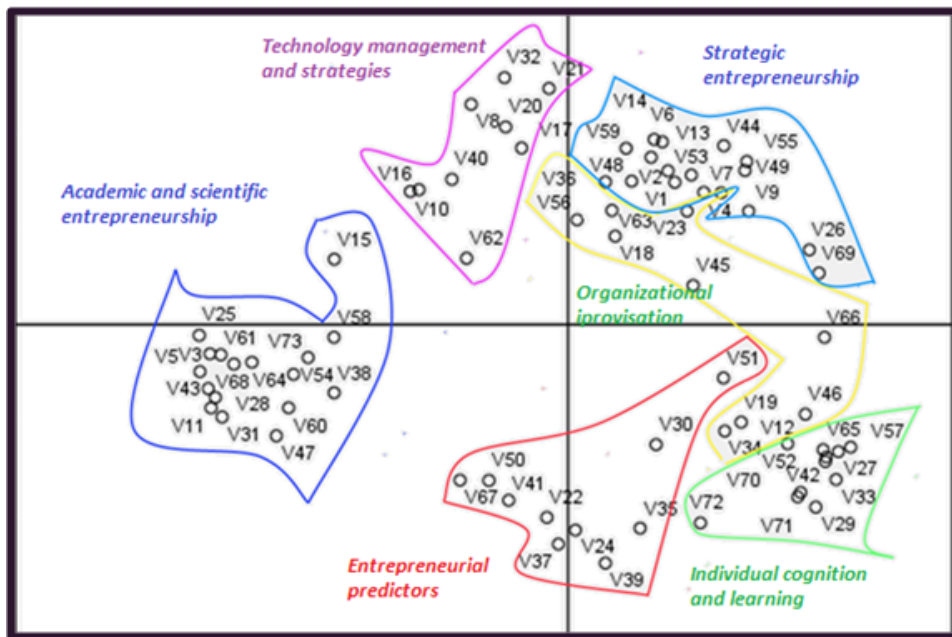 Technology management
and strategies
Strategic
entrepreneurship
V32
V21
V14
V6
V20
V8
V17
V59
V13
V44
V55
V40
V16
V36
V48
V2
V53
V7
V49
V10
V56
V1
V9
Academic and scientific
entrepreneurship
V63
V23
V4
V15
V62
V18
V26
V69
V45
Organizational
iprovisation
V25
V58
V66
V5
V3
V61
V73
V51
V43
V68
V64
V54
V38
V11
V28
V60
V19
V46
V31
V30
V12
V65
V57
V47
V34
V50
V52
V27
V67
V41
V70
V42
V33
V22
V35
V72
V71
V29
V37
V24
V39
Entrepreneurial
predictors
Individual cognition
and learning